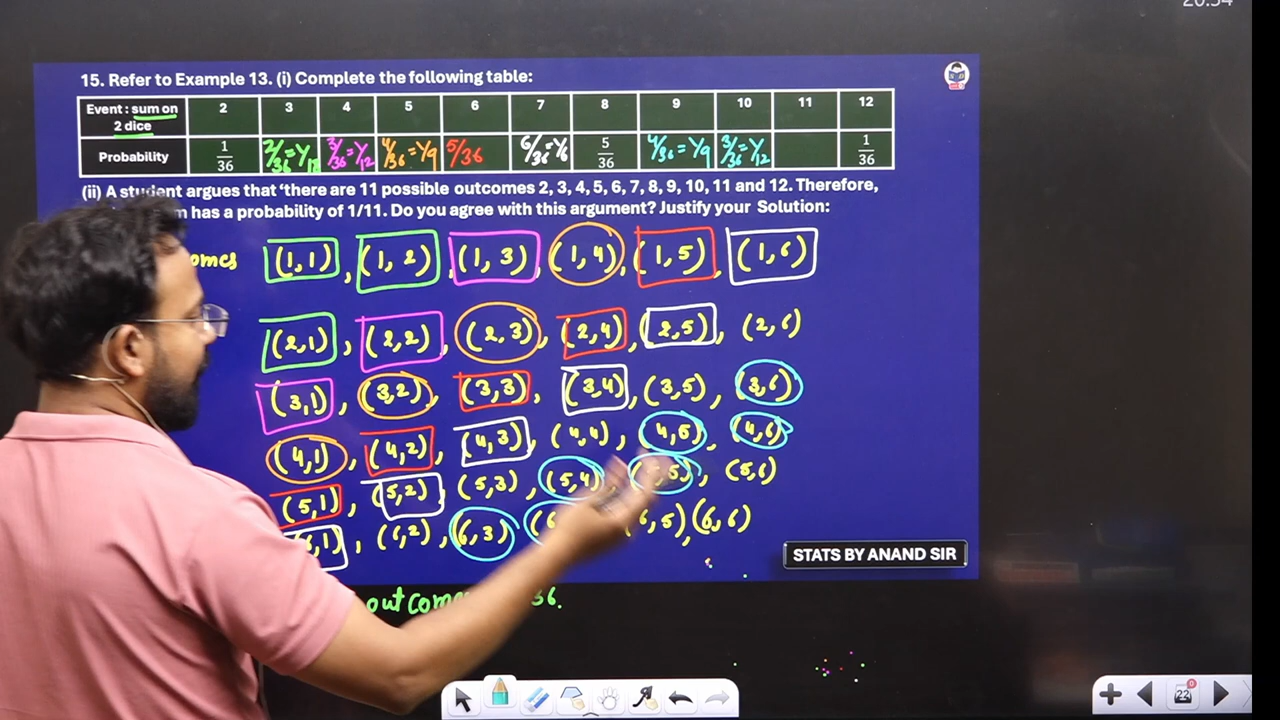 15. Refer to Example 13. (i) Complete the following table:
Event : sum on 2 dice 2 3 4 5 6 7 8 9 10 11 12
Probability 1/36 2/36=1/18 3/36=1/12 4/36=1/9 5/36 6/36=1/6 5/36 4/36=1/9 3/36=1/12 1/36
(ii) A student argues that ‘there are 11 possible outcomes 2, 3, 4, 5, 6, 7, 8, 9, 10, 11 and 12. Therefore,
has a probability of 1/11. Do you agree with this argument? Justify your Solution:
(1,1), (1,2), (1,3), (1,4), (1,5), (1,6)
(2,1), (2,2), (2,3), (2,4), (2,5), (2,6)
(3,1), (3,2), (3,3), (3,4), (3,5), (3,6)
(4,1), (4,2), (4,3), (4,4), (4,5), (4,6)
(5,1), (5,2), (5,3), (5,4), (5,6)
(6,2), (6,3), 6,5), (6,6)
STATS BY ANAND SIR
36.
22